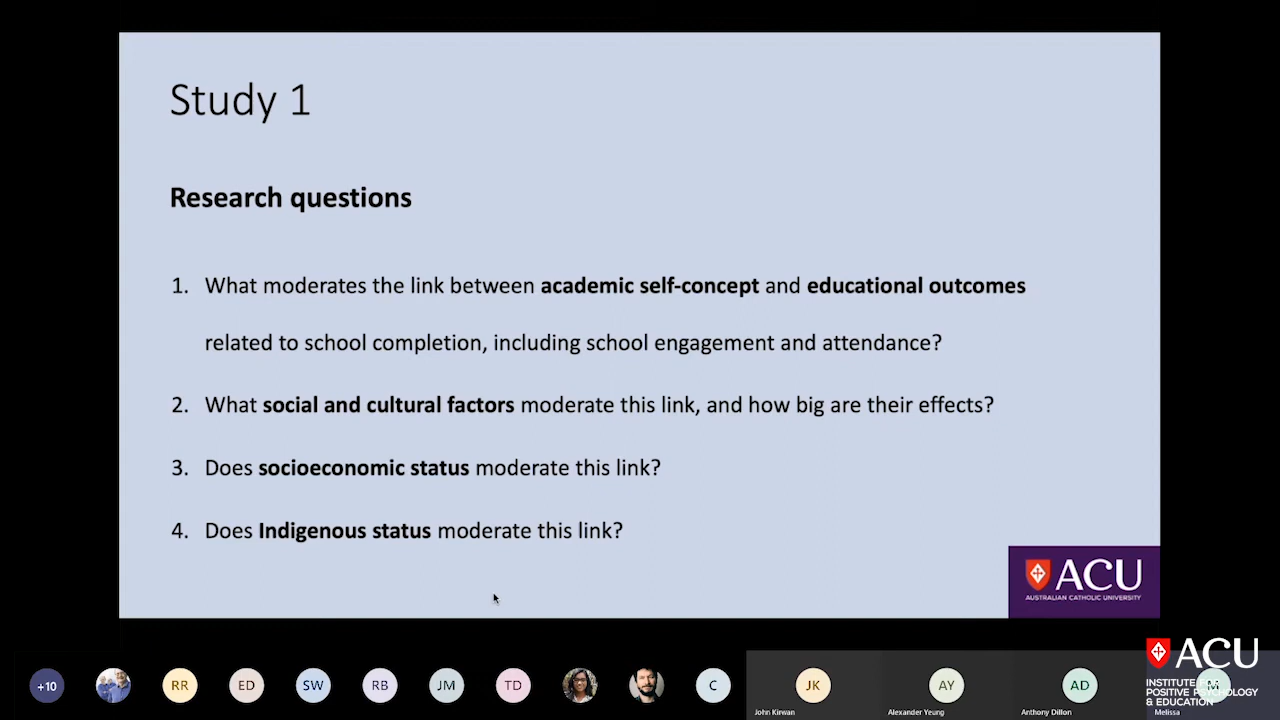 Study 1
Research questions
1. What moderates the link between academic self-concept and educational outcomes
related to school completion, including school engagement and attendance?
2. What social and cultural factors moderate this link, and how big are their effects?
3. Does socioeconomic status moderate this link?
4. Does Indigenous status moderate this link?
ACU
AUSTRALIAN CATHOLIC UNIVERSITY
+10
RR
ED
SW
RB
JM
TD
C
JK
AY
AD
John Kirwan
Alexander Yeung
Anthony Dillon
Melissa
ACU
INSTITUTE FOR
POSITIVE PSYCHOLOGY
& EDUCATION